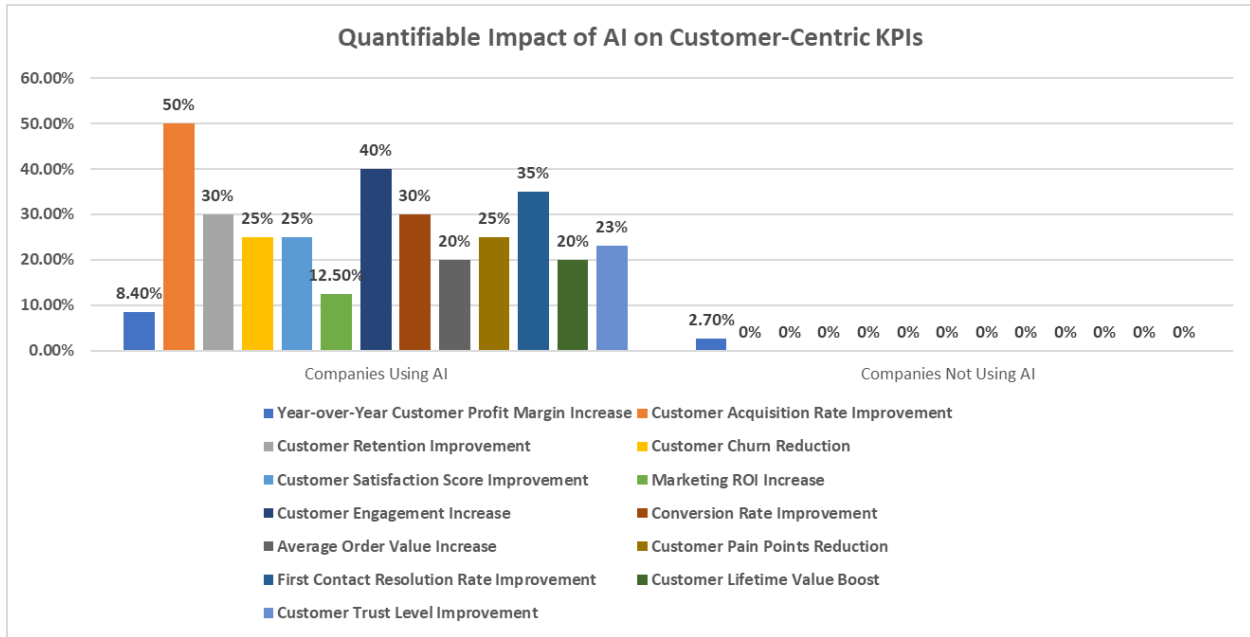 Quantifiable Impact of AI on Customer-Centric KPIs
60.00%
50.00%
40.00%
30.00%
20.00%
10.00%
0.00%
8.40%
50%
30%
25%
25%
12.50%
40%
30%
20%
25%
35%
20%
23%
2.70%
0%
0%
0%
0%
0%
0%
0%
0%
0%
0%
0%
0%
Companies Using AI
Companies Not Using AI
Year-over-Year Customer Profit Margin Increase
Customer Acquisition Rate Improvement
Customer Retention Improvement
Customer Churn Reduction
Customer Satisfaction Score Improvement
Marketing ROI Increase
Customer Engagement Increase
Conversion Rate Improvement
Average Order Value Increase
Customer Pain Points Reduction
First Contact Resolution Rate Improvement
Customer Lifetime Value Boost
Customer Trust Level Improvement